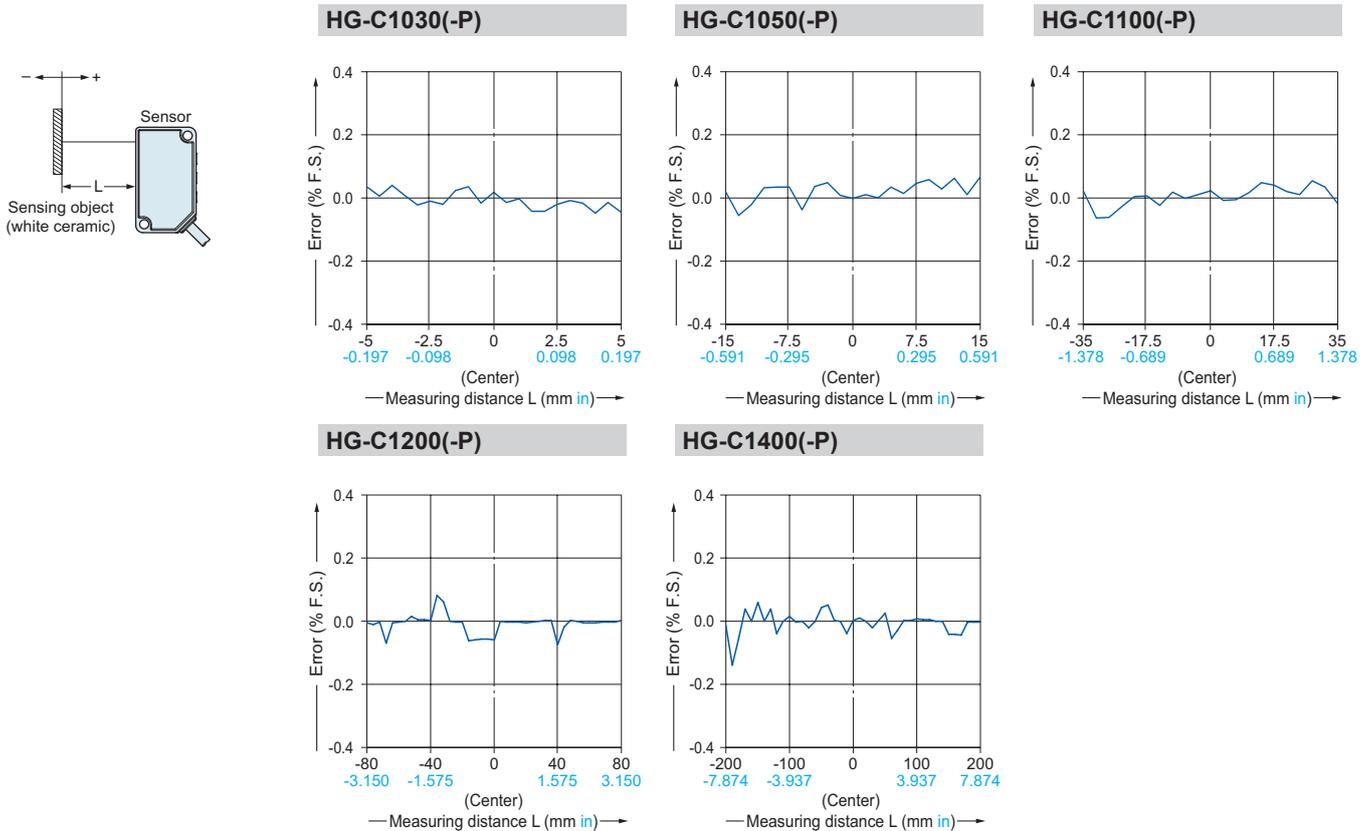 − +
Sensor
L
Sensing object
(white ceramic)
HG-C1030(-P)
Error (% F.S.)
0.4
0.2
0.0
-0.2
-0.4
-5 -2.5 0 2.5 5
-0.197 -0.098 0.098 0.197
(Center)
Measuring distance L (mm in)
HG-C1050(-P)
Error (% F.S.)
0.4
0.2
0.0
-0.2
-0.4
-15 -7.5 0 7.5 15
-0.591 -0.295 0.295 0.591
(Center)
Measuring distance L (mm in)
HG-C1100(-P)
Error (% F.S.)
0.4
0.2
0.0
-0.2
-0.4
-35 -17.5 0 17.5 35
-1.378 -0.689 0.689 1.378
(Center)
Measuring distance L (mm in)
HG-C1200(-P)
Error (% F.S.)
0.4
0.2
0.0
-0.2
-0.4
-80 -40 0 40 80
-3.150 -1.575 1.575 3.150
(Center)
Measuring distance L (mm in)
HG-C1400(-P)
Error (% F.S.)
0.4
0.2
0.0
-0.2
-0.4
-200 -100 0 100 200
-7.874 -3.937 3.937 7.874
(Center)
Measuring distance L (mm in)